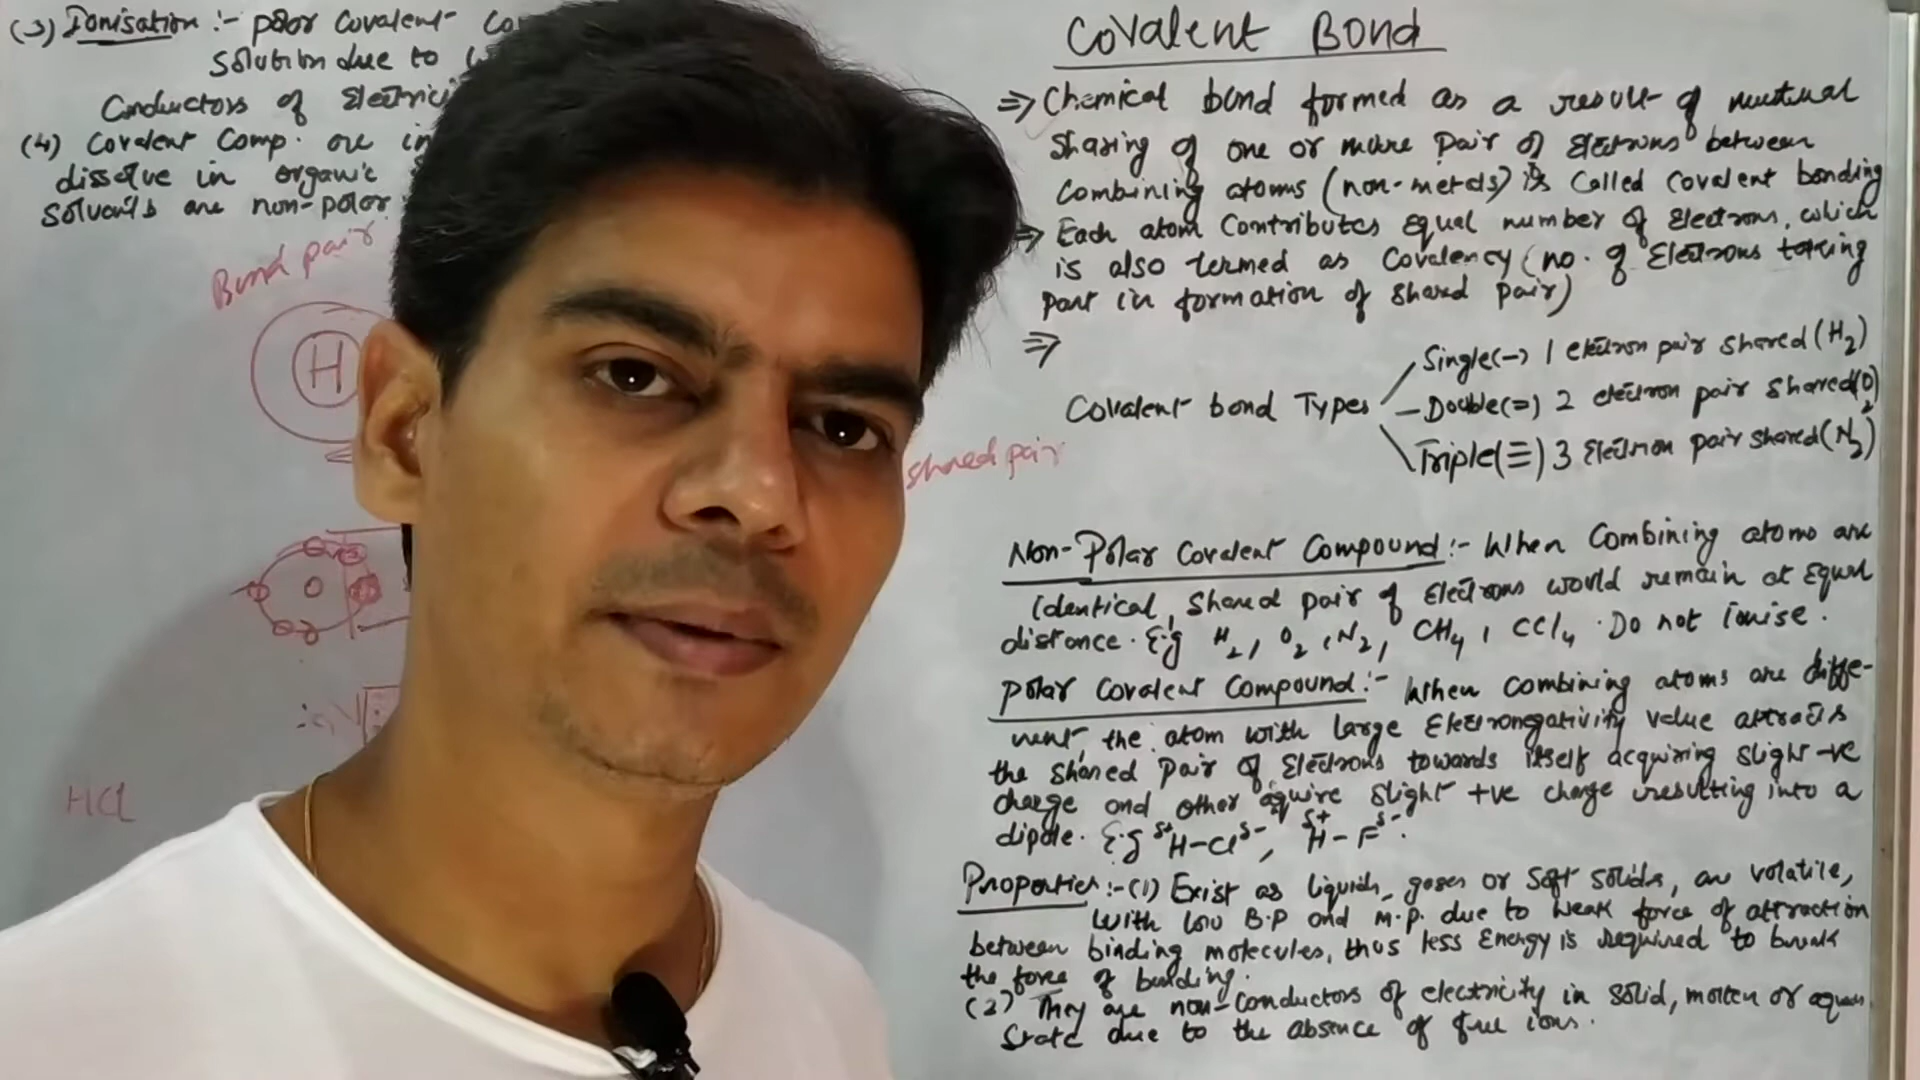 (3) Ionisation :- polar covalent Co
solution due to
Conductors of Electrici
(4) Covalent Comp. are in
dissolve in organic
Solvents are non-polar
Bond pair
H
shared pair
O
HCl
Covalent Bond
⇒ Chemical bond formed as a result of mutual
sharing of one or more pair of Electrons between
combining atoms (non-metals) is Called Covalent bonding
⇒ Each atom Contributes Equal number of Electrons, which
is also termed as Covalency (no. of Electrons taking
part in formation of shared pair)
⇒
Covalent bond Types
Single(-) 1 electron pair shared (H₂)
Double(=) 2 electron pair shared (O₂)
Triple(≡) 3 Electron pair shared (N₂)
Non-Polar Covalent Compound :- When Combining atoms are
Identical, Shared pair of Electrons would remain at Equal
distance. E.g H₂, O₂, N₂, CH₄, CCl₄. Do not Ionise.
Polar Covalent Compound :- When Combining atoms are diffe-
rent, the atom with large Electronegativity value attracts
the shared Pair of Electrons towards itself acquiring slight -ve
charge and other aquire slight +ve charge resulting into a
dipole. E.g δ+H-Clδ-, δ+H-Fδ-.
Properties :- (1) Exist as liquids, gases or Soft Solids, are volatile,
with low B.P and M.P. due to weak force of attraction
between binding molecules, thus less Energy is required to break
the force of bonding.
(2) They are non-conductors of electricity in solid, molten or aques
State due to the absence of free ions.